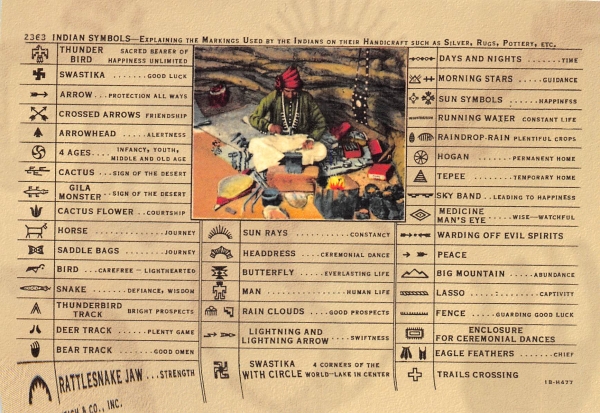 23E3 INDIAN SYMBOLS—EXPLAINING THE MARKINGS USED BY THE INDIANS ON THEIR HANDICRAFT SUCH AS SILVER, RUGS, POTTERY, ETC.
THUNDER BIRD SACRED BEARER OF HAPPINESS UNLIMITED
SWASTIKA .......GOOD LUCK
ARROW...PROTECTION ALL WAYS
CROSSED ARROWS FRIENDSHIP
ARROWHEAD .....ALERTNESS
4 AGES.... INFANCY, YOUTH, MIDDLE AND OLD AGE
CACTUS ...SIGN OF THE DESERT
GILA MONSTER..SIGN OF THE DESERT
CACTUS FLOWER ..COURTSHIP
HORSE ..........JOURNEY
SADDLE BAGS ....JOURNEY
BIRD ...CAREFREE — LIGHTHEARTED
SNAKE ......DEFIANCE, WISDOM
THUNDERBIRD TRACK BRIGHT PROSPECTS
DEER TRACK ....PLENTY GAME
BEAR TRACK .....GOOD OMEN
RATTLESNAKE JAW ...STRENGTH
& CO., INC.
SUN RAYS ..........CONSTANCY
HEADDRESS ....CEREMONIAL DANCE
BUTTERFLY ......EVERLASTING LIFE
MAN ............HUMAN LIFE
RAIN CLOUDS ...GOOD PROSPECTS
LIGHTNING AND LIGHTNING ARROW ....SWIFTNESS
SWASTIKA WITH CIRCLE 4 CORNERS OF THE WORLD—LAKE IN CENTER
DAYS AND NIGHTS ......TIME
MORNING STARS ....GUIDANCE
SUN SYMBOLS ......HAPPINESS
RUNNING WATER CONSTANT LIFE
RAINDROP-RAIN PLENTIFUL CROPS
HOGAN .......PERMANENT HOME
TEPEE .......TEMPORARY HOME
SKY BAND ..LEADING TO HAPPINESS
MEDICINE MAN'S EYE....WISE—WATCHFUL
WARDING OFF EVIL SPIRITS
PEACE
BIG MOUNTAIN ....ABUNDANCE
LASSO ..........CAPTIVITY
FENCE .....GUARDING GOOD LUCK
ENCLOSURE FOR CEREMONIAL DANCES
EAGLE FEATHERS .....CHIEF
TRAILS CROSSING
1B-H477